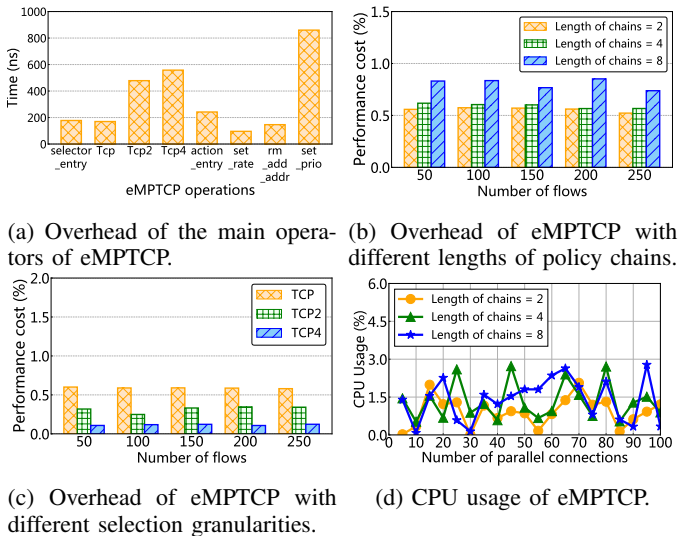 1000
800
600
400
200
0
Time (ns)
selector
_entry
Tcp
Tcp2
Tcp4
action
_entry
set
_rate
rm
_add
_addr
set
_prio
eMPTCP operations
(a) Overhead of the main opera-
tors of eMPTCP.
1.5
1.0
0.5
0.0
Performance cost (%)
Length of chains = 2
Length of chains = 4
Length of chains = 8
50 100 150 200 250
Number of flows
(b) Overhead of eMPTCP with
different lengths of policy chains.
2.0
1.5
1.0
0.5
0.0
Performance cost (%)
TCP
TCP2
TCP4
50 100 150 200 250
Number of flows
(c) Overhead of eMPTCP with
different selection granularities.
6.0
4.5
3.0
1.5
0.0
CPU Usage (%)
Length of chains = 2
Length of chains = 4
Length of chains = 8
0 10 20 30 40 50 60 70 80 90 100
Number of parallel connections
(d) CPU usage of eMPTCP.